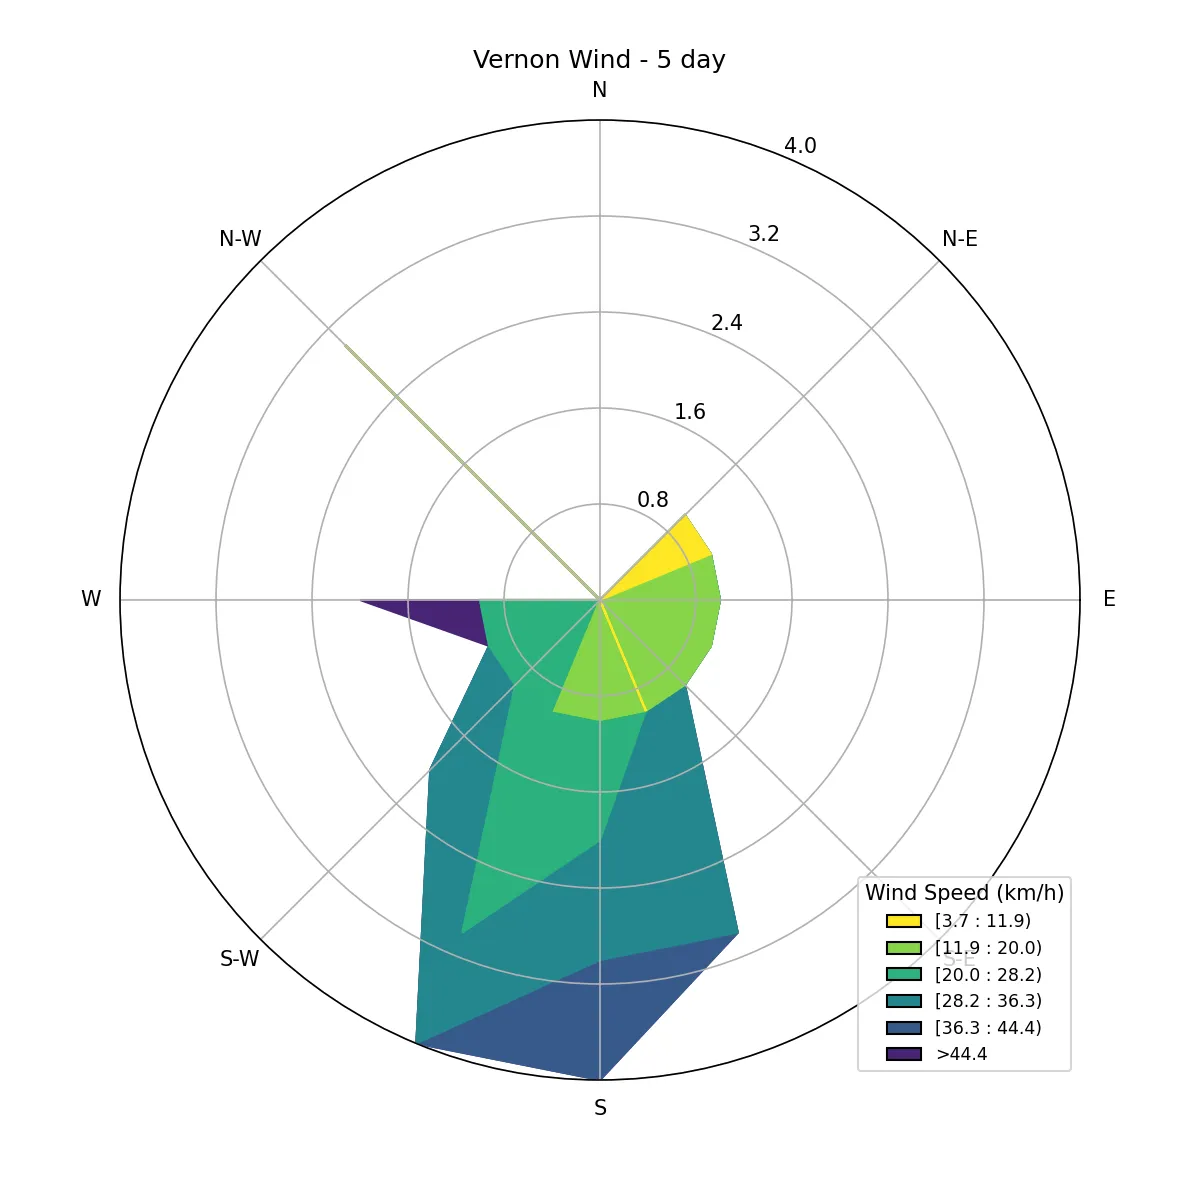 Vernon Wind - 5 day
N
4.0
N-W
N-E
3.2
2.4
1.6
0.8
W
E
Wind Speed (km/h)
[3.7 : 11.9)
[11.9 : 20.0)
S-W
S-E
[20.0 : 28.2)
[28.2 : 36.3)
[36.3 : 44.4)
>44.4
S